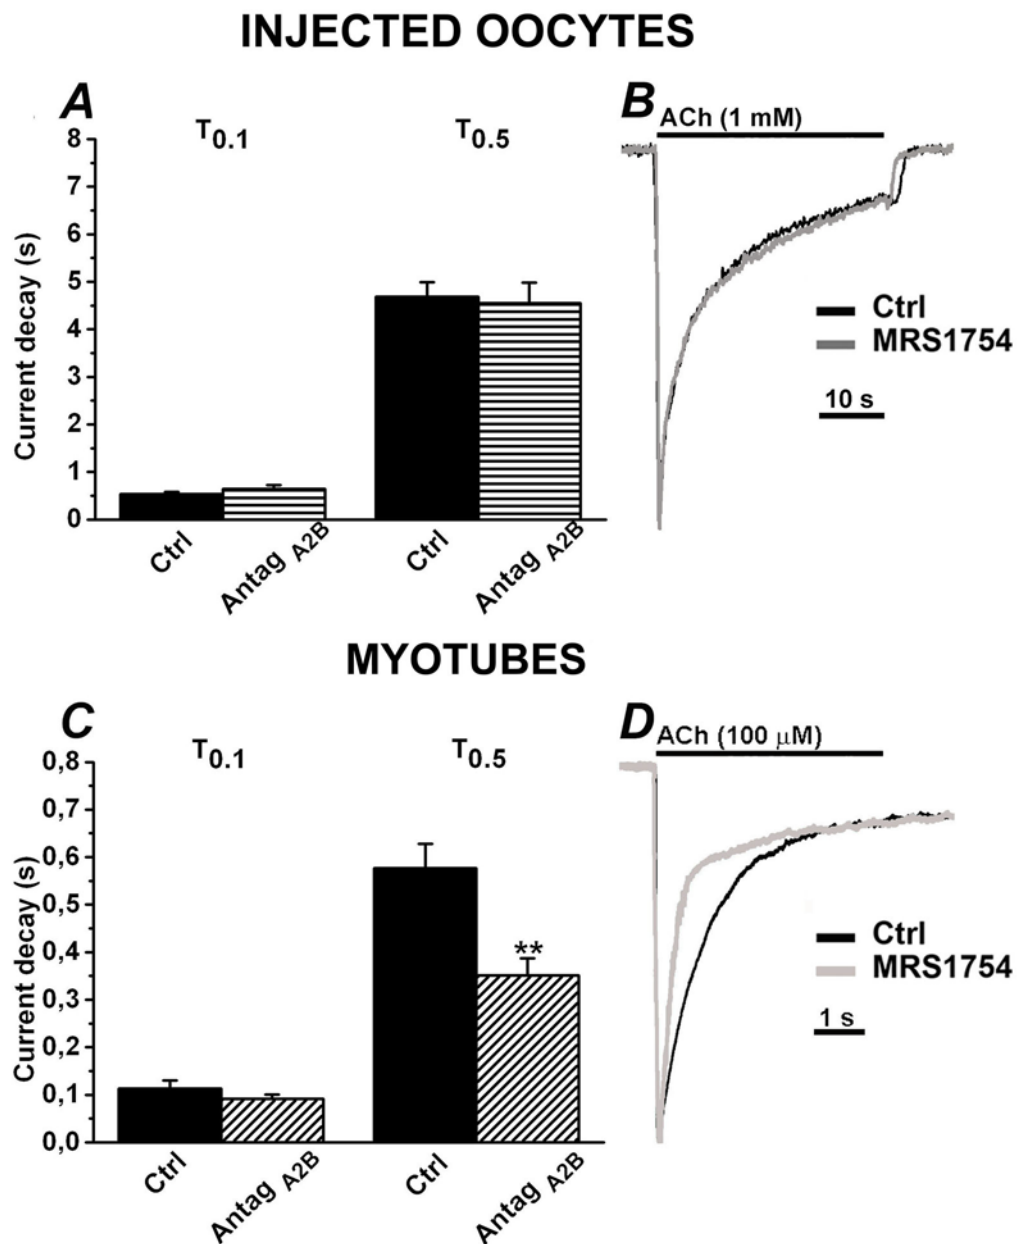 INJECTED OOCYTES
A
T0.1
T0.5
8
7
6
5
4
3
2
1
0
Current decay (s)
Ctrl
Antag A2B
Ctrl
Antag A2B
B
ACh (1 mM)
Ctrl
MRS1754
10 s
MYOTUBES
C
T0.1
T0.5
0,8
0,7
0,6
0,5
0,4
0,3
0,2
0,1
0,0
Current decay (s)
**
Ctrl
Antag A2B
Ctrl
Antag A2B
D
ACh (100 μM)
Ctrl
MRS1754
1 s